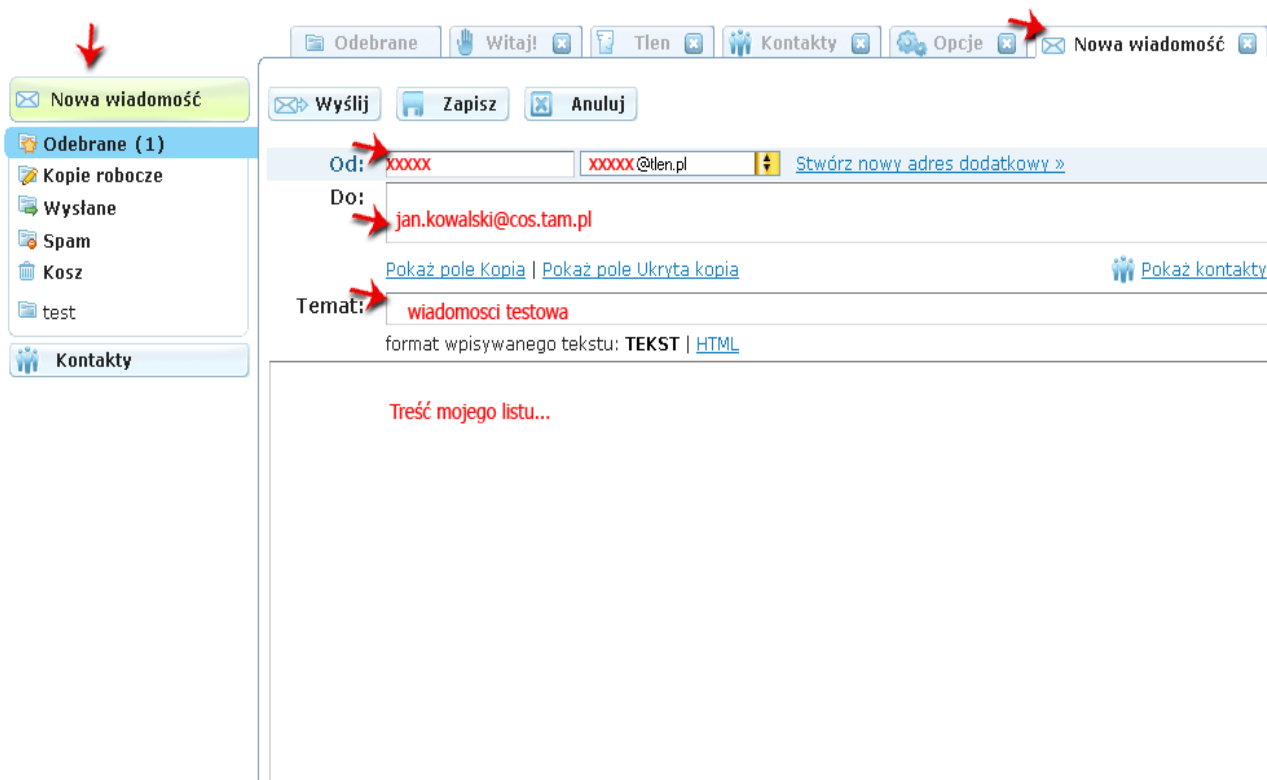 Odebrane Witaj! Tlen Kontakty Opcje Nowa wiadomość
Nowa wiadomość
Odebrane (1)
Kopie robocze
Wysłane
Spam
Kosz
test
Kontakty
Wyślij Zapisz Anuluj
Od: xxxxx xxxxx @tlen.pl Stwórz nowy adres dodatkowy »
Do:
jan.kowalski@cos.tam.pl
Pokaż pole Kopia | Pokaż pole Ukryta kopia Pokaż kontakty
Temat: wiadomosci testowa
format wpisywanego tekstu: TEKST | HTML
Treść mojego listu...